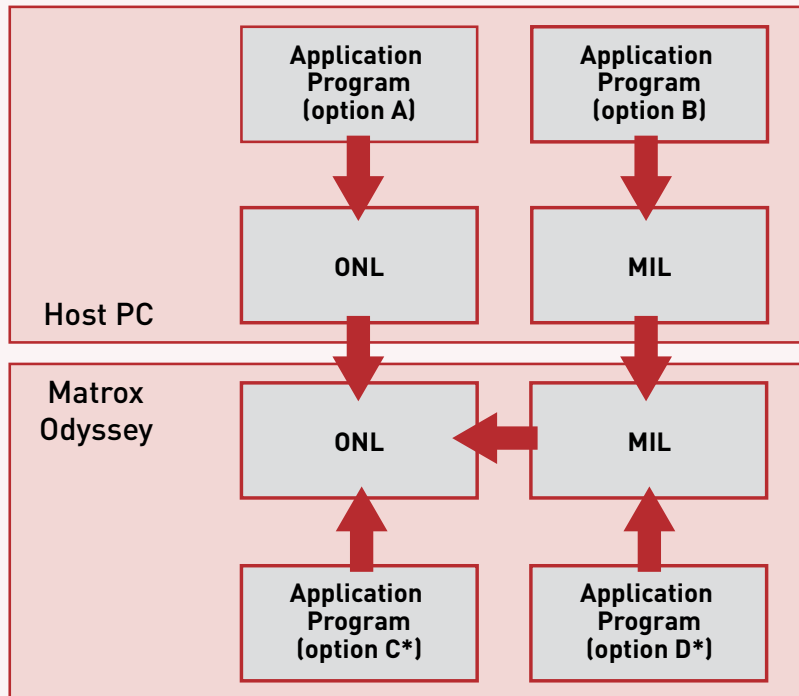 Application
Program
(option A)
Application
Program
(option B)
ONL
MIL
Host PC
Matrox
Odyssey
ONL
MIL
Application
Program
(option C*)
Application
Program
(option D*)